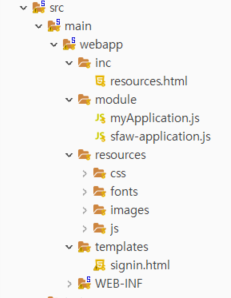 src
main
webapp
inc
resources.html
module
myApplication.js
sfaw-application.js
resources
css
fonts
images
js
templates
signin.html
WEB-INF